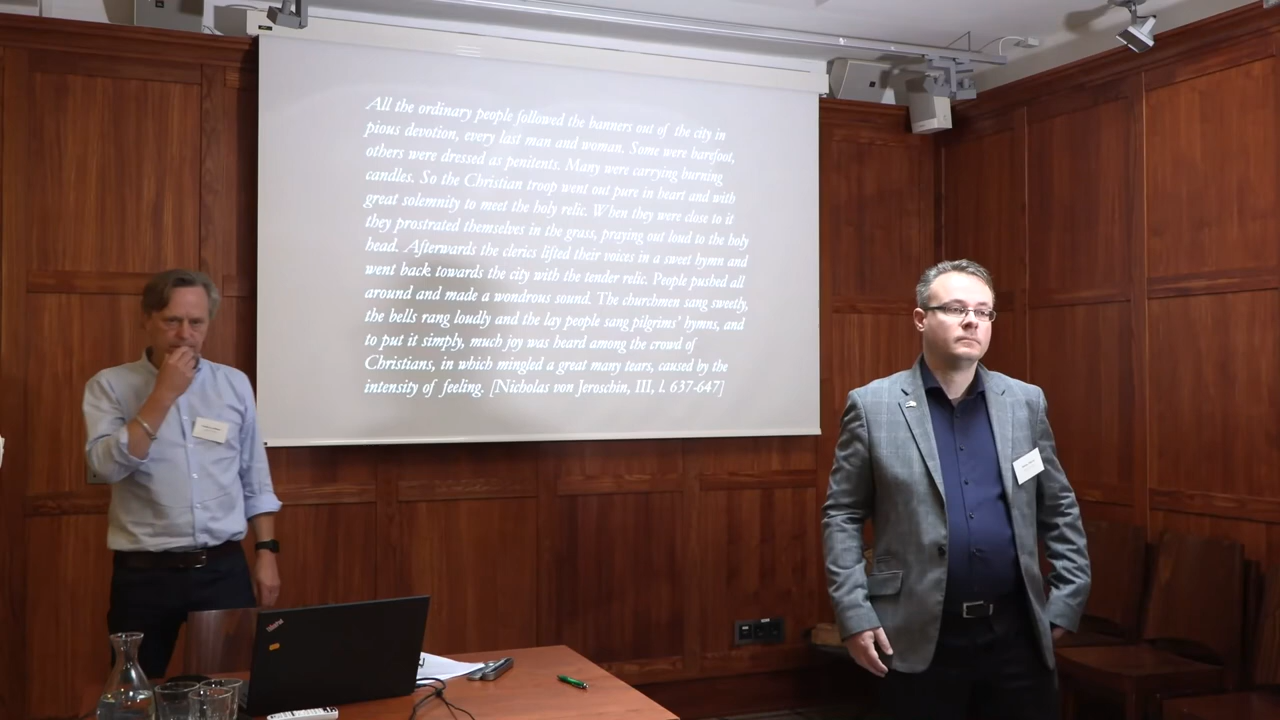 All the ordinary people followed the banners out of the city in
pious devotion, every last man and woman. Some were barefoot,
others were dressed as penitents. Many were carrying burning
candles. So the Christian troop went out pure in heart and with
great solemnity to meet the holy relic. When they were close to it
they prostrated themselves in the grass, praying out loud to the holy
head. Afterwards the clerics lifted their voices in a sweet hymn and
went back towards the city with the tender relic. People pushed all
around and made a wondrous sound. The churchmen sang sweetly,
the bells rang loudly and the lay people sang pilgrims' hymns, and
to put it simply, much joy was heard among the crowd of
Christians, in which mingled a great many tears, caused by the
intensity of feeling. [Nicholas von Jeroschin, III, l. 637-647]
ThinkPad